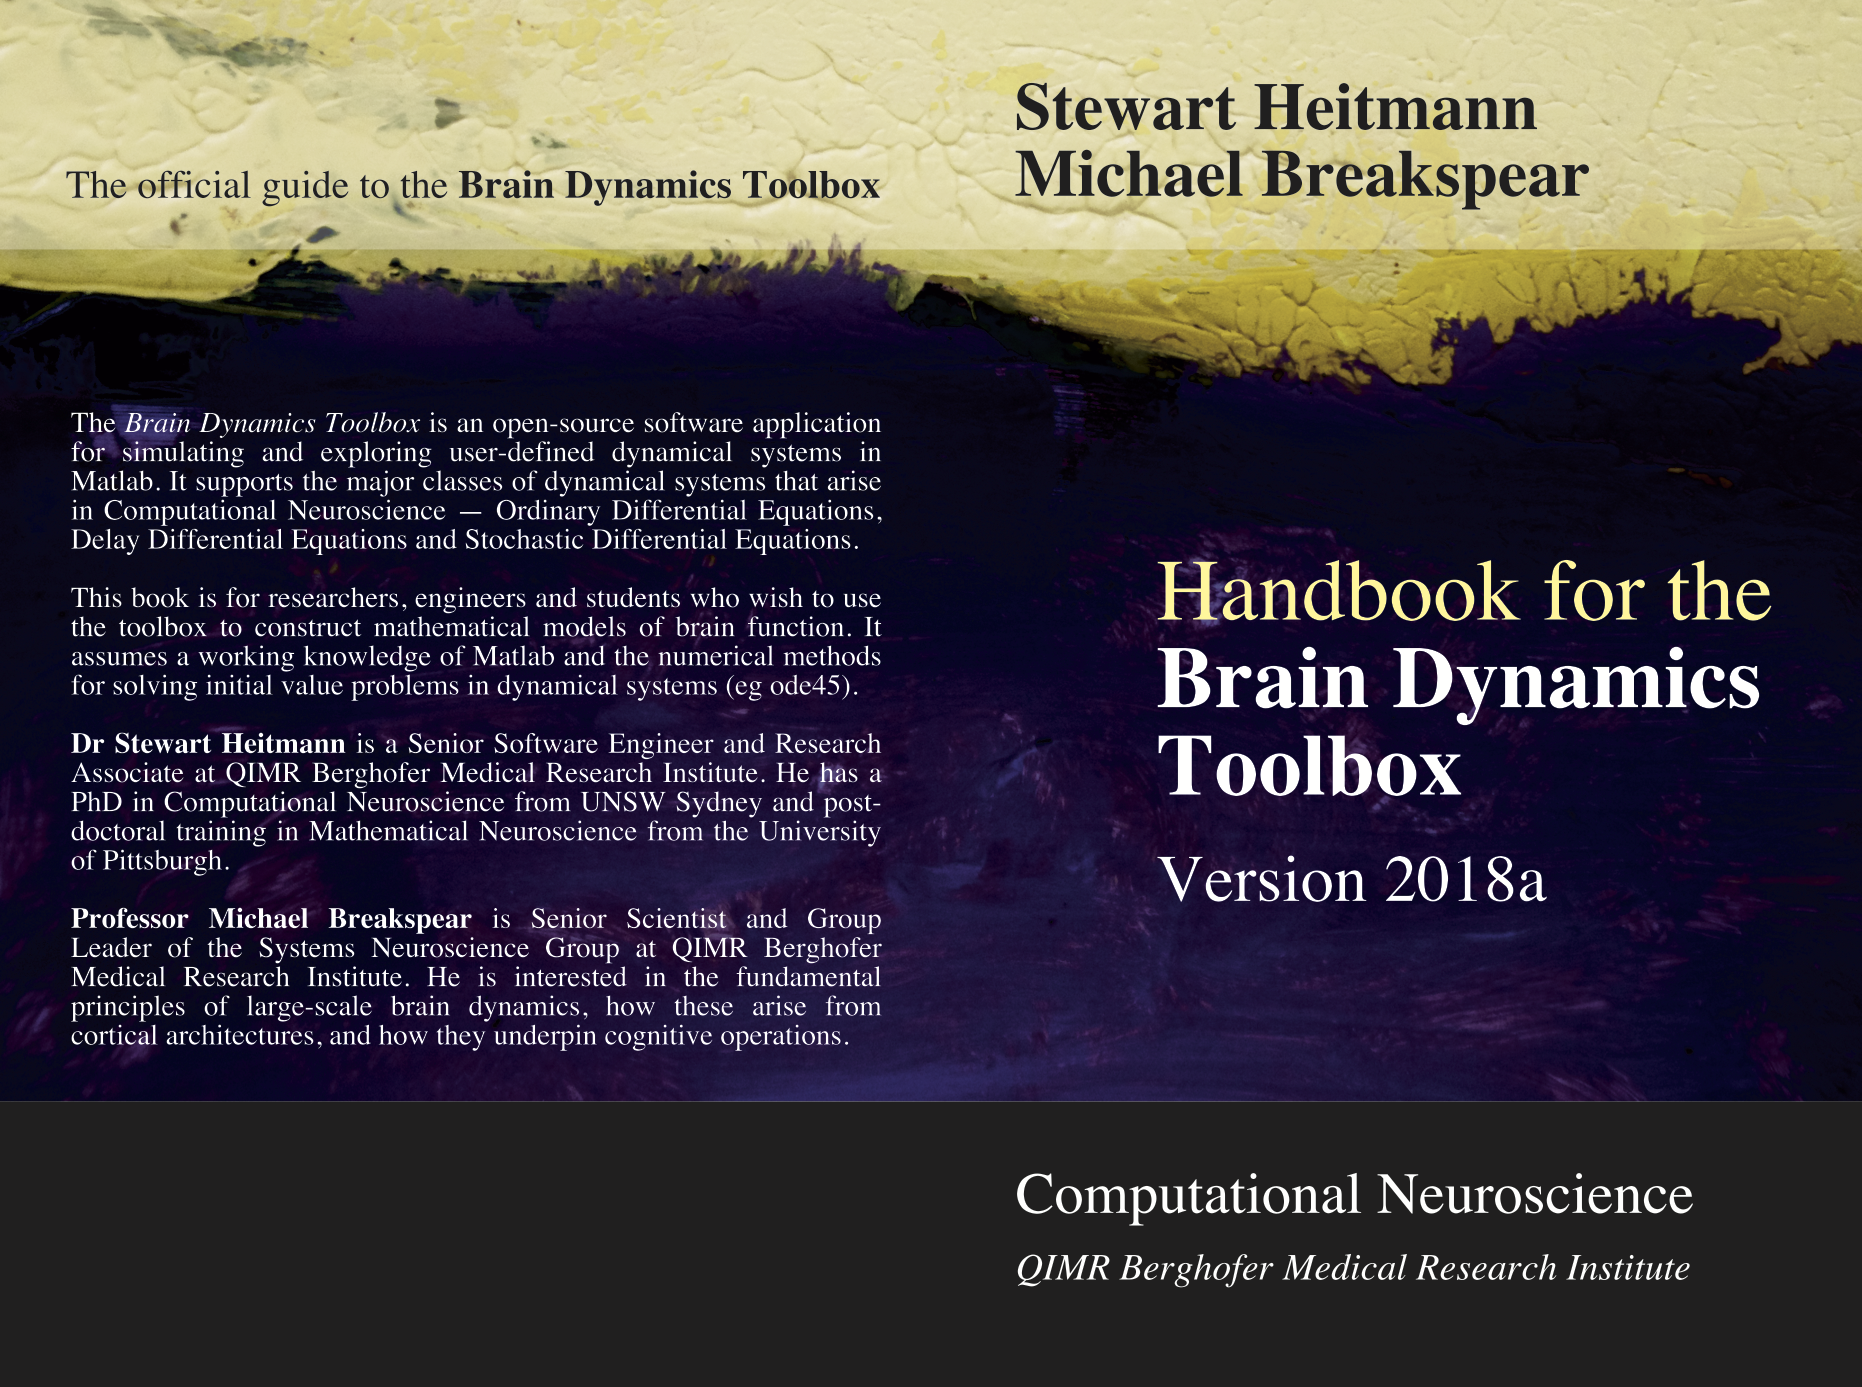 The official guide to the Brain Dynamics Toolbox
The Brain Dynamics Toolbox is an open-source software application
for simulating and exploring user-defined dynamical systems in
Matlab. It supports the major classes of dynamical systems that arise
in Computational Neuroscience — Ordinary Differential Equations,
Delay Differential Equations and Stochastic Differential Equations.
This book is for researchers, engineers and students who wish to use
the toolbox to construct mathematical models of brain function. It
assumes a working knowledge of Matlab and the numerical methods
for solving initial value problems in dynamical systems (eg ode45).
Dr Stewart Heitmann is a Senior Software Engineer and Research
Associate at QIMR Berghofer Medical Research Institute. He has a
PhD in Computational Neuroscience from UNSW Sydney and post-
doctoral training in Mathematical Neuroscience from the University
of Pittsburgh.
Professor Michael Breakspear is Senior Scientist and Group
Leader of the Systems Neuroscience Group at QIMR Berghofer
Medical Research Institute. He is interested in the fundamental
principles of large-scale brain dynamics, how these arise from
cortical architectures, and how they underpin cognitive operations.
Stewart Heitmann
Michael Breakspear
Handbook for the
Brain Dynamics
Toolbox
Version 2018a
Computational Neuroscience
QIMR Berghofer Medical Research Institute